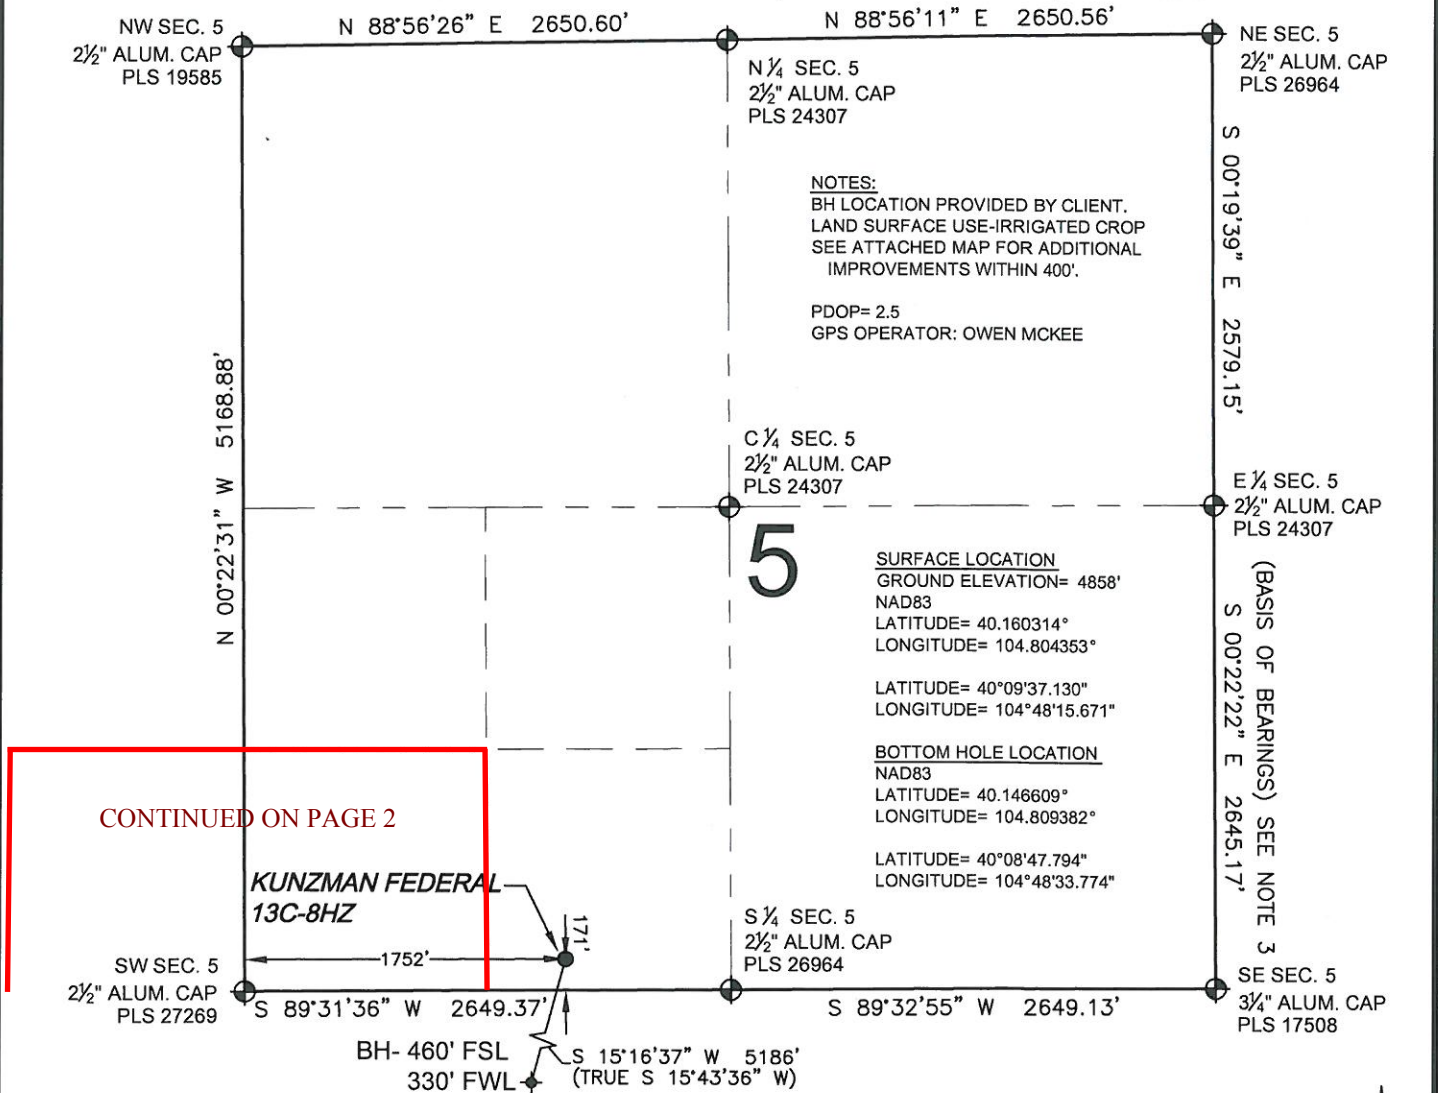 NW SEC. 5
2½" ALUM. CAP
PLS 19585
N 88°56'26" E 2650.60'
N 88°56'11" E 2650.56'
NE SEC. 5
2½" ALUM. CAP
PLS 26964
N ¼ SEC. 5
2½" ALUM. CAP
PLS 24307
S 00°19'39" E 2579.15'
NOTES:
BH LOCATION PROVIDED BY CLIENT.
LAND SURFACE USE-IRRIGATED CROP
SEE ATTACHED MAP FOR ADDITIONAL
IMPROVEMENTS WITHIN 400'.
PDOP= 2.5
GPS OPERATOR: OWEN MCKEE
N 00°22'31" W 5168.88'
C ¼ SEC. 5
2½" ALUM. CAP
PLS 24307
E ¼ SEC. 5
2½" ALUM. CAP
PLS 24307
5
SURFACE LOCATION
GROUND ELEVATION= 4858'
NAD83
LATITUDE= 40.160314°
LONGITUDE= 104.804353°
LATITUDE= 40°09'37.130"
LONGITUDE= 104°48'15.671"
BOTTOM HOLE LOCATION
NAD83
LATITUDE= 40.146609°
LONGITUDE= 104.809382°
LATITUDE= 40°08'47.794"
LONGITUDE= 104°48'33.774"
S 00°22'22" E 2645.17'
(BASIS OF BEARINGS) SEE NOTE 3
CONTINUED ON PAGE 2
KUNZMAN FEDERAL
13C-8HZ
171'
1752'
S ¼ SEC. 5
2½" ALUM. CAP
PLS 26964
SW SEC. 5
2½" ALUM. CAP
PLS 27269
S 89°31'36" W 2649.37'
S 89°32'55" W 2649.13'
SE SEC. 5
3¼" ALUM. CAP
PLS 17508
BH- 460' FSL
330' FWL
S 15°16'37" W 5186'
(TRUE S 15°43'36" W)